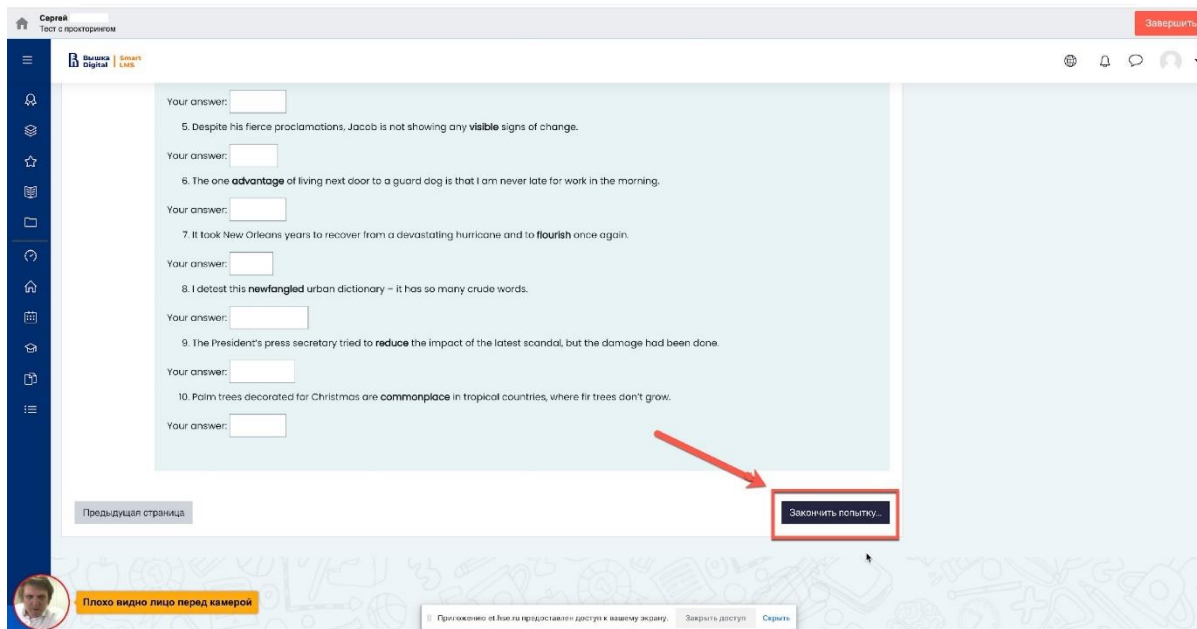 Сергей
Тест с прокторингом
Завершить
Вышка Digital | Smart LMS
Your answer:
5. Despite his fierce proclamations, Jacob is not showing any visible signs of change.
Your answer:
6. The one advantage of living next door to a guard dog is that I am never late for work in the morning.
Your answer:
7. It took New Orleans years to recover from a devastating hurricane and to flourish once again.
Your answer:
8. I detest this newfangled urban dictionary – it has so many crude words.
Your answer:
9. The President's press secretary tried to reduce the impact of the latest scandal, but the damage had been done.
Your answer:
10. Palm trees decorated for Christmas are commonplace in tropical countries, where fir trees don't grow.
Your answer:
Предыдущая страница
Закончить попытку...
Плохо видно лицо перед камерой
Приложению et.hse.ru предоставлен доступ к вашему экрану.
Закрыть доступ
Скрыть